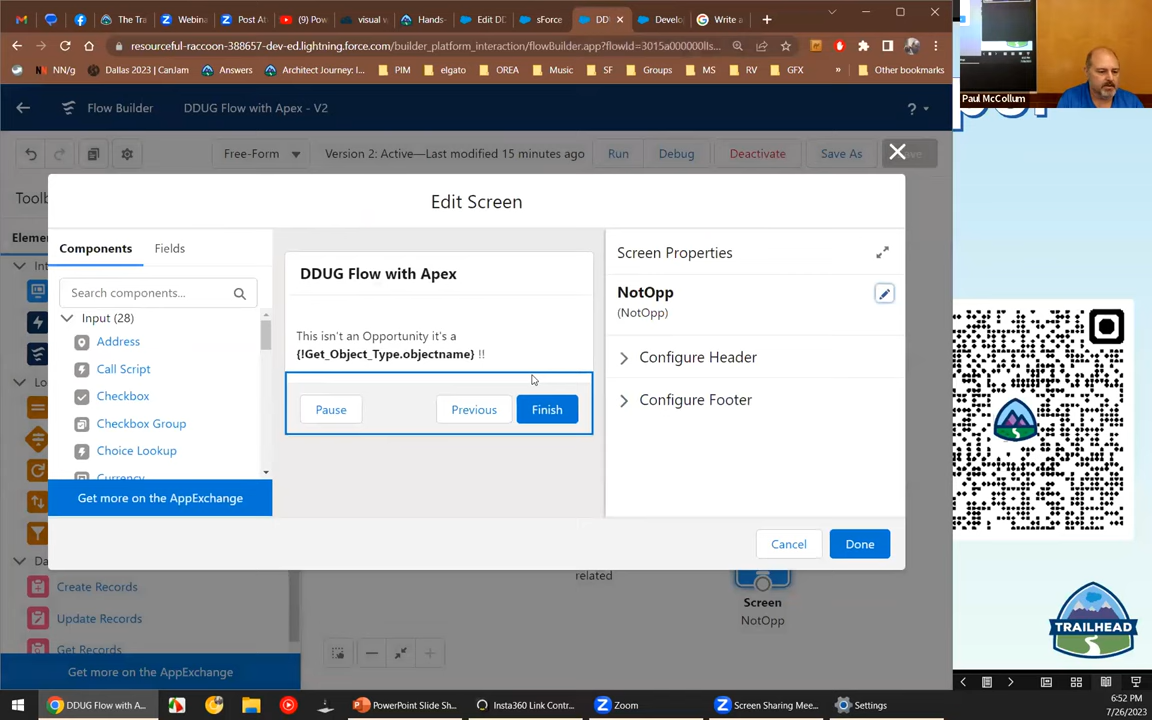 The Tra
Webina
Post A
(5) Pow
visual v
Hands-
Edit DD
sForce
DD
Develo
Write a
resourceful-raccoon-388657-dev-ed.lightning.force.com/builder_platform_interaction/flowBuilder.app?flowId=3015a000000lIs...
NN/g
Dallas 2023 | CanJam
Answers
Architect Journey: I...
PIM
elgato
OREA
Music
SF
Groups
MS
RV
GFX
Other bookmarks
Paul McCollum
Flow Builder
DDUG Flow with Apex - V2
Free-Form
Version 2: Active—Last modified 15 minutes ago
Run
Debug
Deactivate
Save As
Edit Screen
Components
Fields
Search components...
Input (28)
Address
Call Script
Checkbox
Checkbox Group
Choice Lookup
Currency
Get more on the AppExchange
DDUG Flow with Apex
This isn't an Opportunity it's a
{!Get_Object_Type.objectname} !!
Pause
Previous
Finish
Screen Properties
NotOpp
(NotOpp)
Configure Header
Configure Footer
Cancel
Done
Create Records
Update Records
Get Records
Get more on the AppExchange
related
Screen
NotOpp
TRAILHEAD
DDUG Flow with A...
PowerPoint Slide Sh...
Insta360 Link Contr...
Zoom
Screen Sharing Mee...
Settings
6:52 PM
7/26/2023